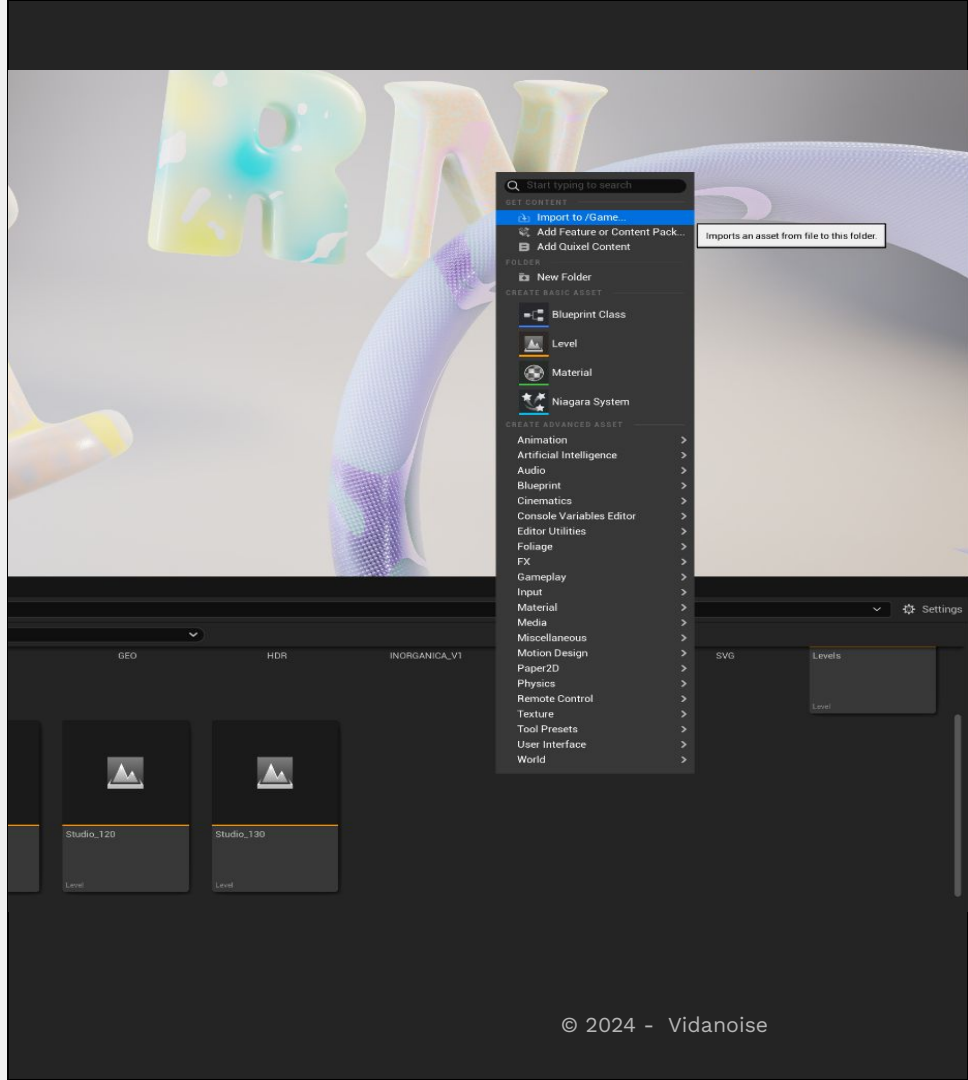 RN
Start typing to search
GET CONTENT
Import to /Game...
Add Feature or Content Pack...
Imports an asset from file to this folder.
Add Quixel Content
FOLDER
New Folder
CREATE BASIC ASSET
Blueprint Class
Level
Material
Niagara System
CREATE ADVANCED ASSET
Animation
Artificial Intelligence
Audio
Blueprint
Cinematics
Console Variables Editor
Editor Utilities
Foliage
FX
Gameplay
Input
Material
Media
Miscellaneous
Motion Design
Paper2D
Physics
Remote Control
Texture
Tool Presets
User Interface
World
Settings
GEO HDR INORGANICA_V1 SVG Levels
Level
Studio_120 Studio_130
Level Level
© 2024 - Vidanoise